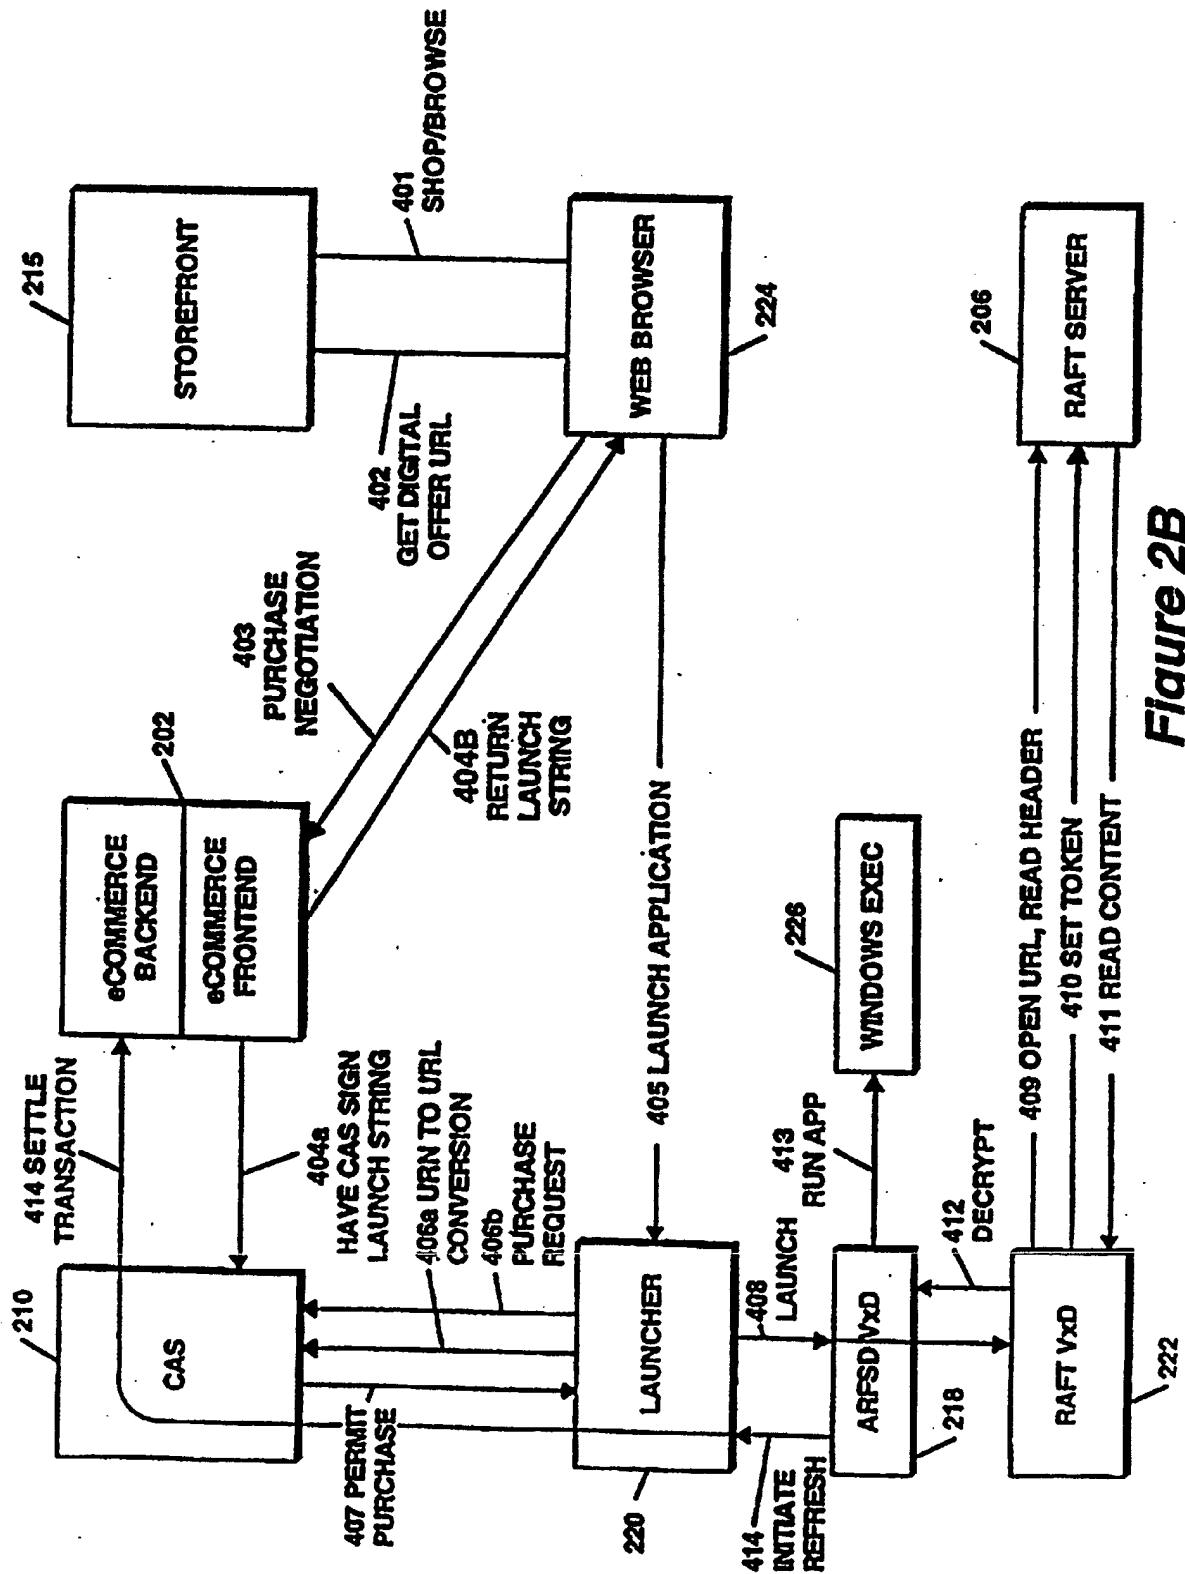 215
STOREFRONT
401
SHOP/BROWSE
402
GET DIGITAL
OFFER URL
WEB BROWSER
224
403
PURCHASE
NEGOTIATION
404B
RETURN
LAUNCH
STRING
202
eCOMMERCE
BACKEND
eCOMMERCE
FRONTEND
414 SETTLE
TRANSACTION
404a
HAVE CAS SIGN
LAUNCH STRING
210
CAS
406a URN TO URL
CONVERSION
406b
PURCHASE
REQUEST
407 PERMIT
PURCHASE
405 LAUNCH APPLICATION
LAUNCHER
220
408
LAUNCH
414
INITIATE
REFRESH
ARFSD VxD
218
413
RUN APP
226
WINDOWS EXEC
412
DECRYPT
RAFT VxD
222
409 OPEN URL, READ HEADER
410 SET TOKEN
411 READ CONTENT
206
RAFT SERVER
Figure 2B